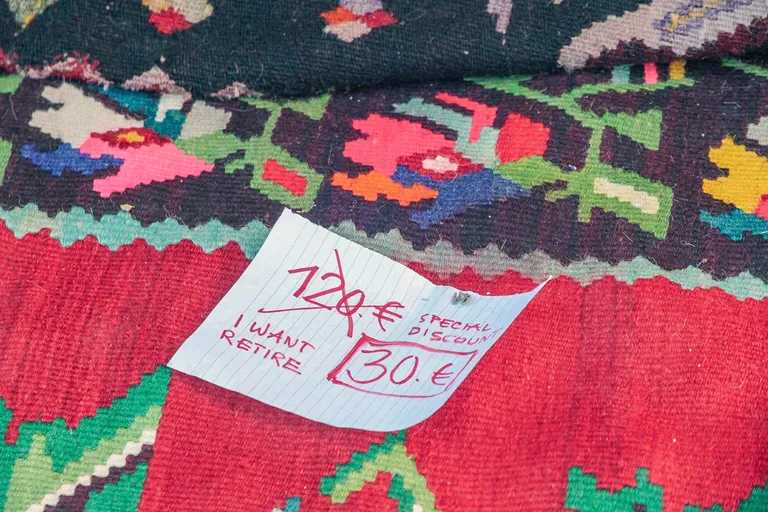 120.€
SPECIAL
DISCOUNT
I WANT
RETIRE
30.€